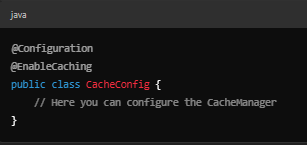 java
@Configuration
@EnableCaching
public class CacheConfig {
    // Here you can configure the CacheManager
}